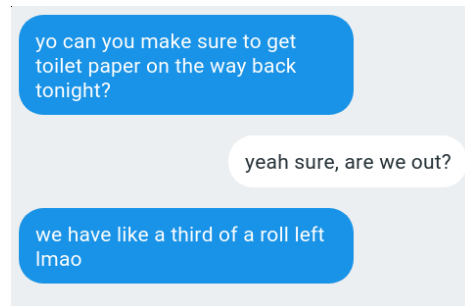 yo can you make sure to get
toilet paper on the way back
tonight?
yeah sure, are we out?
we have like a third of a roll left
lmao